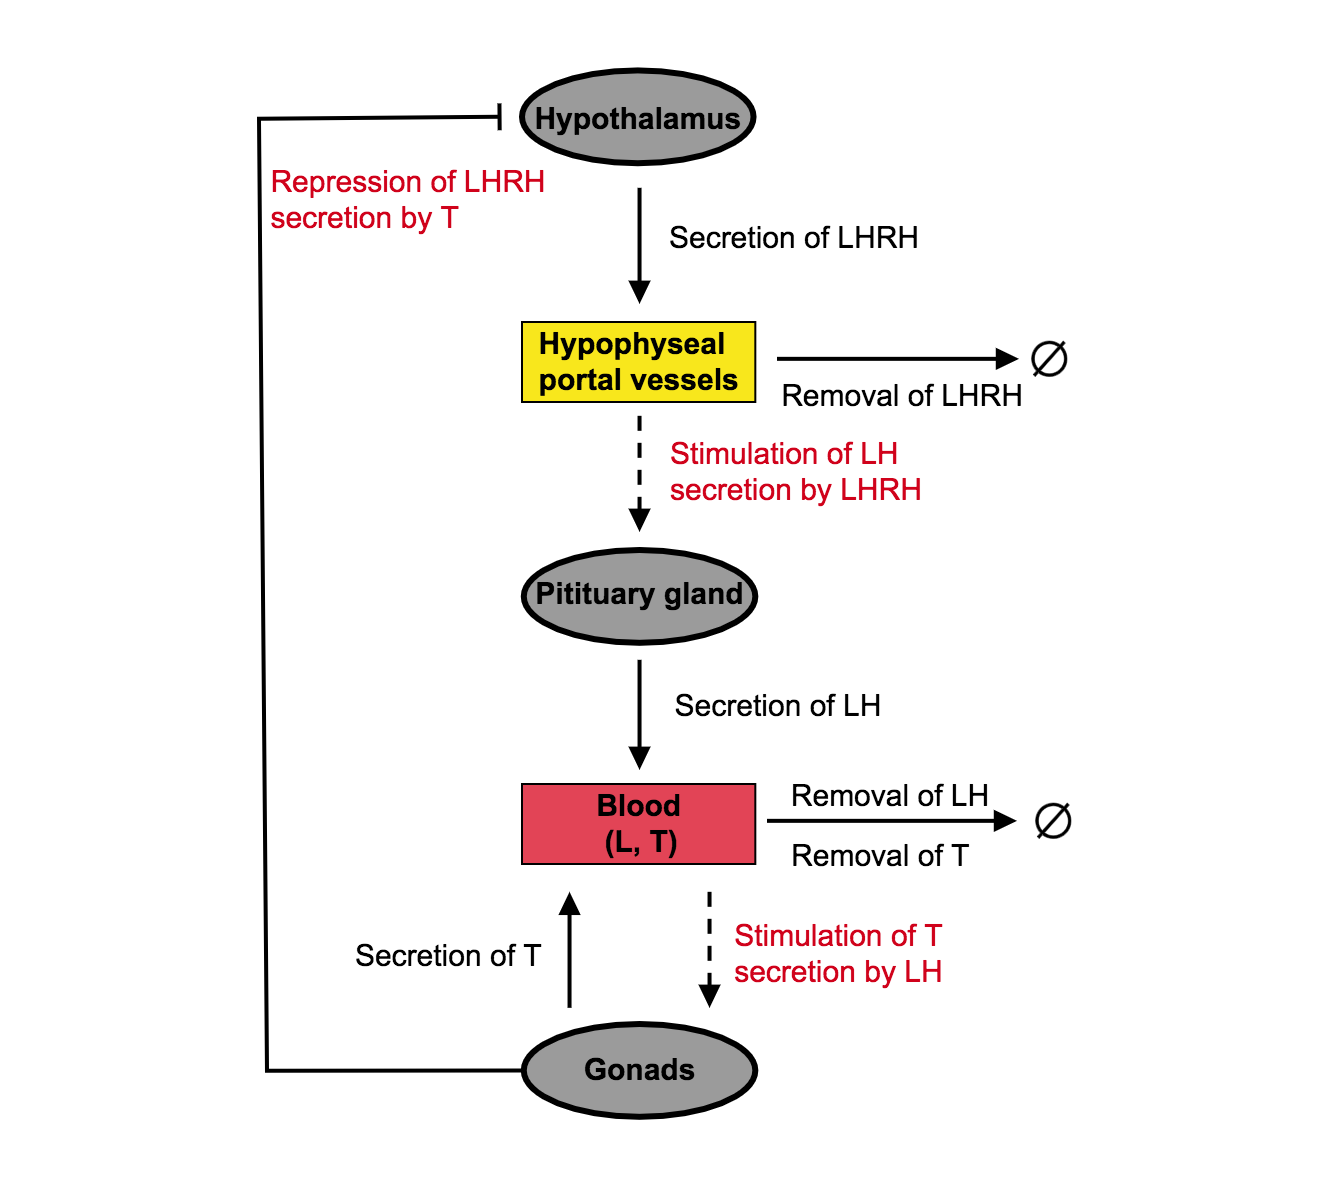 Hypothalamus
Repression of LHRH
secretion by T
Secretion of LHRH
Hypophyseal
portal vessels
Removal of LHRH
Stimulation of LH
secretion by LHRH
Pitituary gland
Secretion of LH
Blood
(L, T)
Removal of LH
Removal of T
Secretion of T
Stimulation of T
secretion by LH
Gonads